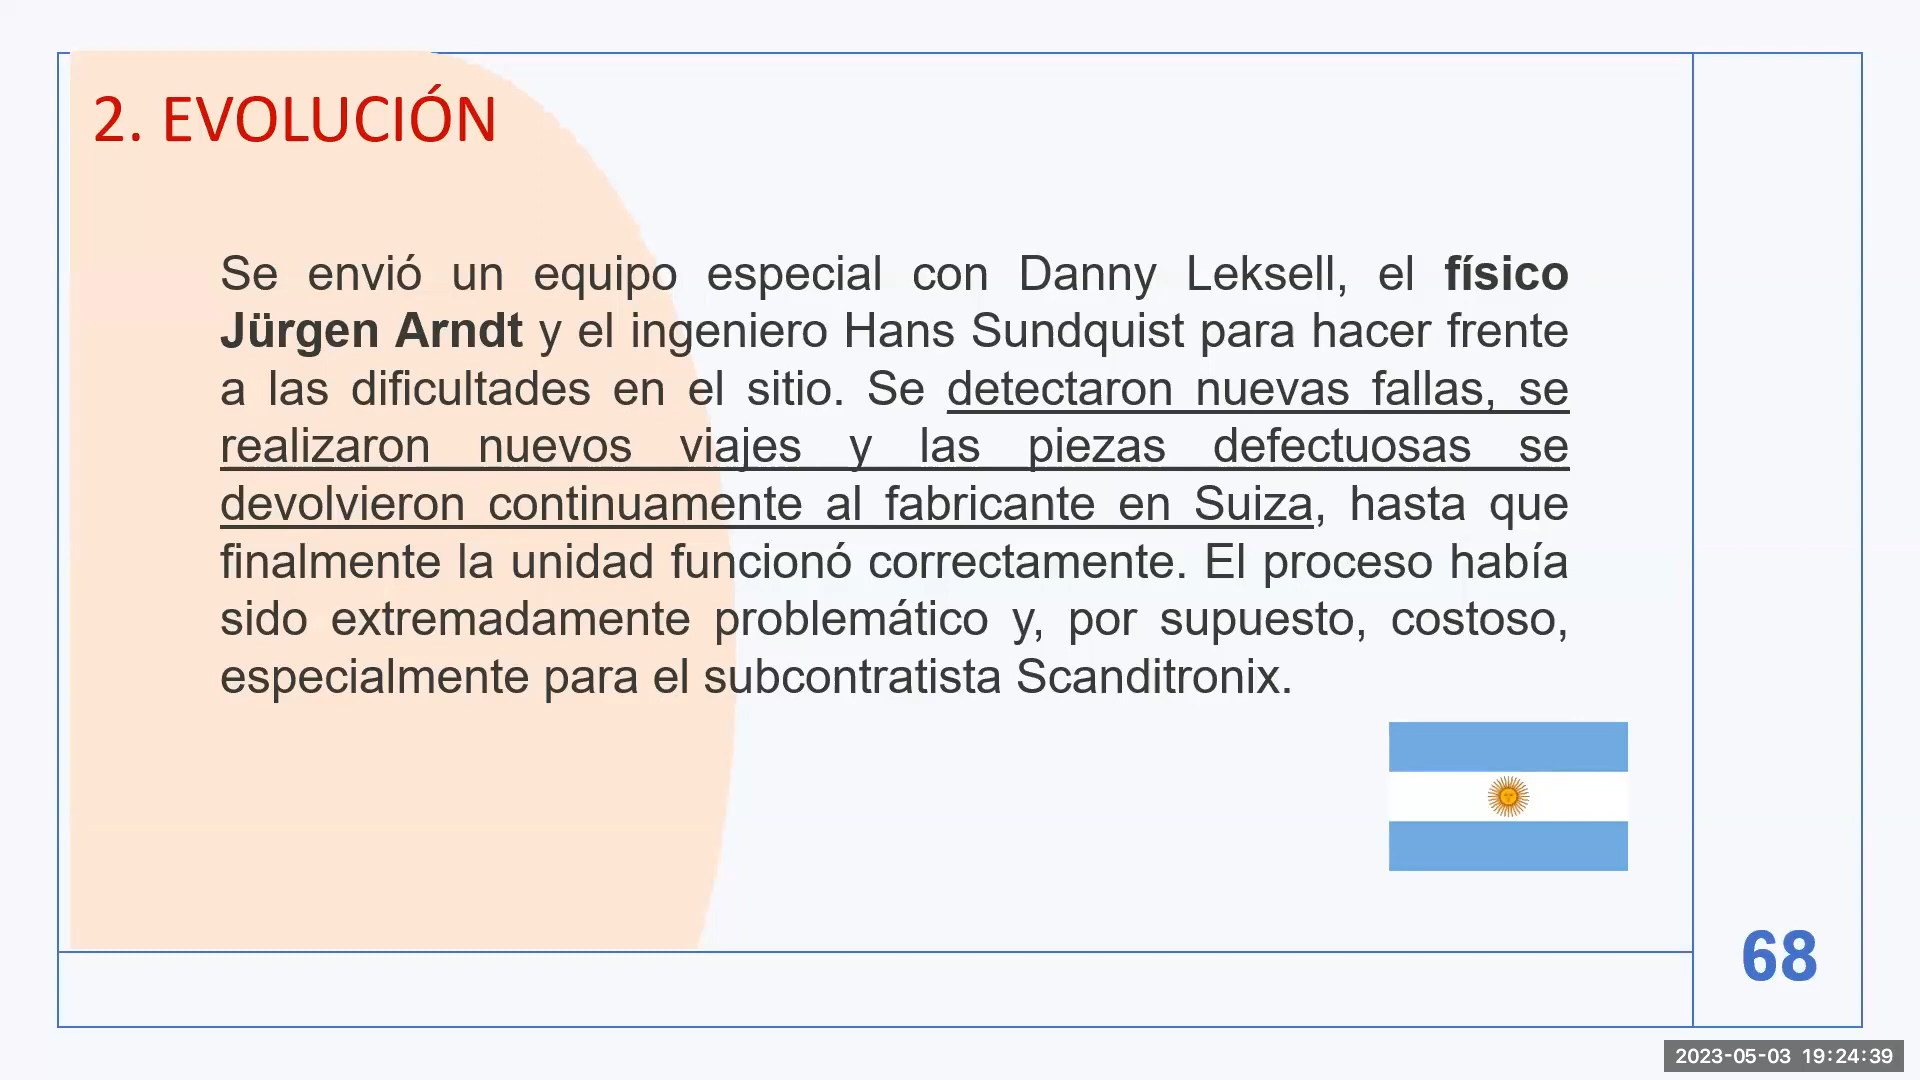 2. EVOLUCIÓN
Se envió un equipo especial con Danny Leksell, el físico
Jürgen Arndt y el ingeniero Hans Sundquist para hacer frente
a las dificultades en el sitio. Se detectaron nuevas fallas, se
realizaron nuevos viajes y las piezas defectuosas se
devolvieron continuamente al fabricante en Suiza, hasta que
finalmente la unidad funcionó correctamente. El proceso había
sido extremadamente problemático y, por supuesto, costoso,
especialmente para el subcontratista Scanditronix.
68
2023-05-03 19:24:39